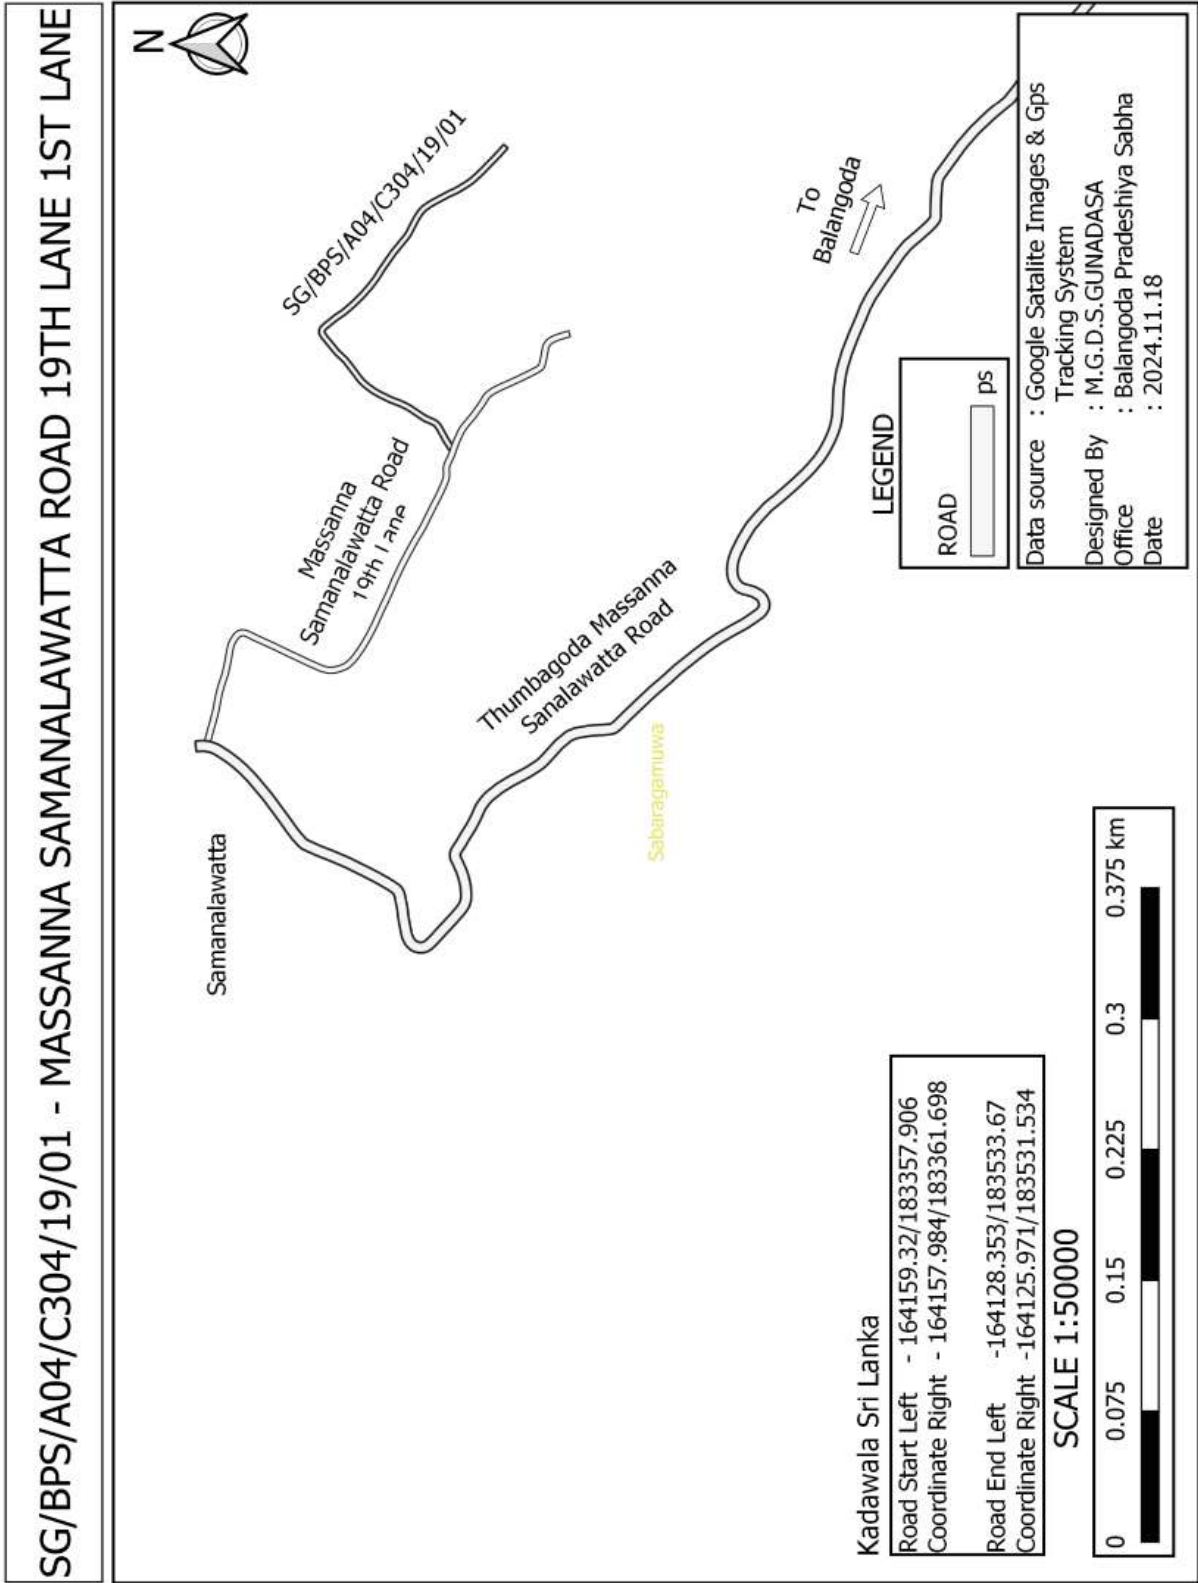 SG/BPS/A04/C304/19/01 - MASSANNA SAMANALAWATTA ROAD 19TH LANE 1ST LANE
N
SG/BPS/A04/C304/19/01
Massanna
Samanalawatta Road
19th Lane
Samanalawatta
Thumbagoda Massanna
Sanalawatta Road
Sabaragamuwa
To
Balangoda
LEGEND
ROAD
ps
Kadawala Sri Lanka
Road Start Left - 164159.32/183357.906
Coordinate Right - 164157.984/183361.698
Road End Left -164128.353/183533.67
Coordinate Right -164125.971/183531.534
SCALE 1:50000
0 0.075 0.15 0.225 0.3 0.375 km
Data source : Google Satalite Images & Gps
Tracking System
Designed By : M.G.D.S.GUNADASA
Office : Balangoda Pradeshiya Sabha
Date : 2024.11.18